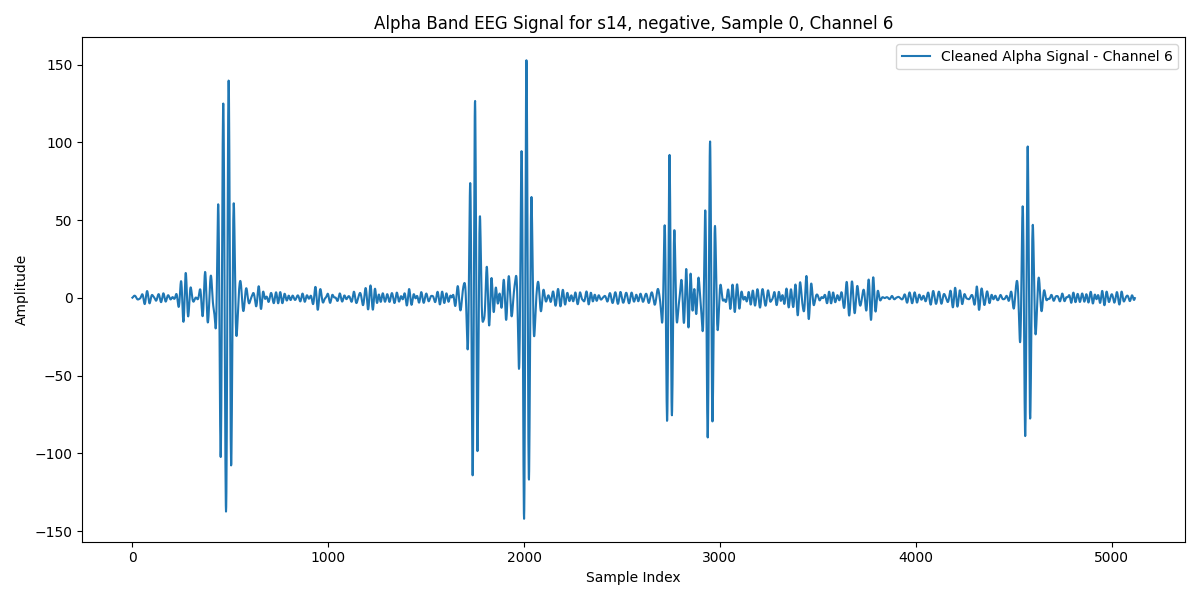 Alpha Band EEG Signal for s14, negative, Sample 0, Channel 6
Cleaned Alpha Signal - Channel 6
Amplitude
150
100
50
0
−50
−100
−150
0 1000 2000 3000 4000 5000
Sample Index